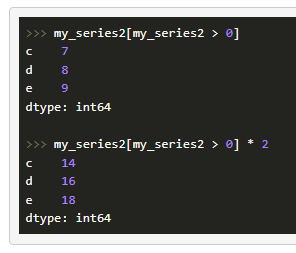 >>> my_series2[my_series2 > 0]
c    7
d    8
e    9
dtype: int64

>>> my_series2[my_series2 > 0] * 2
c    14
d    16
e    18
dtype: int64